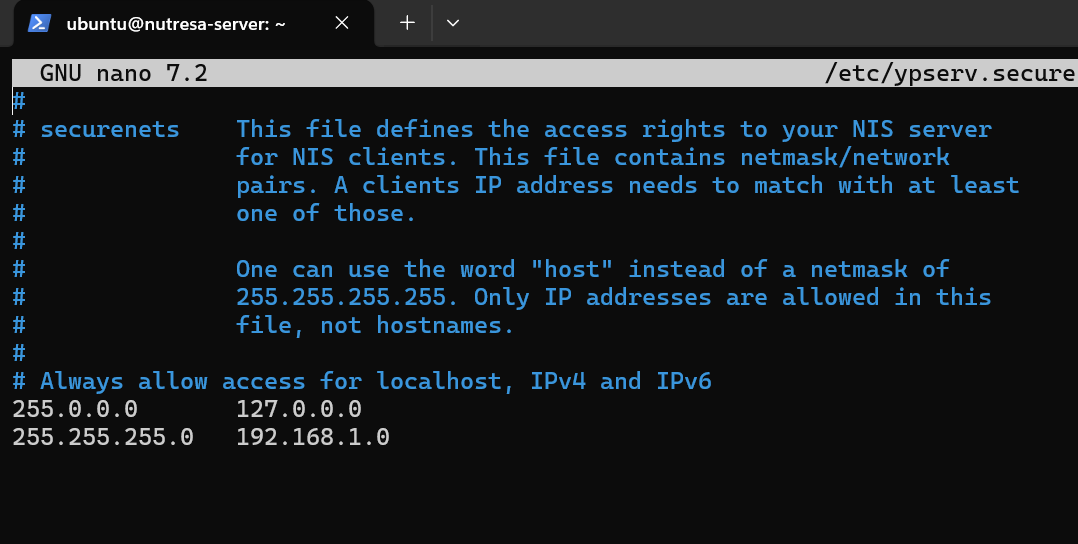 ubuntu@nutresa-server: ~
GNU nano 7.2 /etc/ypserv.secure
#
# securenets    This file defines the access rights to your NIS server
#               for NIS clients. This file contains netmask/network
#               pairs. A clients IP address needs to match with at least
#               one of those.
#
#               One can use the word "host" instead of a netmask of
#               255.255.255.255. Only IP addresses are allowed in this
#               file, not hostnames.
#
# Always allow access for localhost, IPv4 and IPv6
255.0.0.0       127.0.0.0
255.255.255.0   192.168.1.0